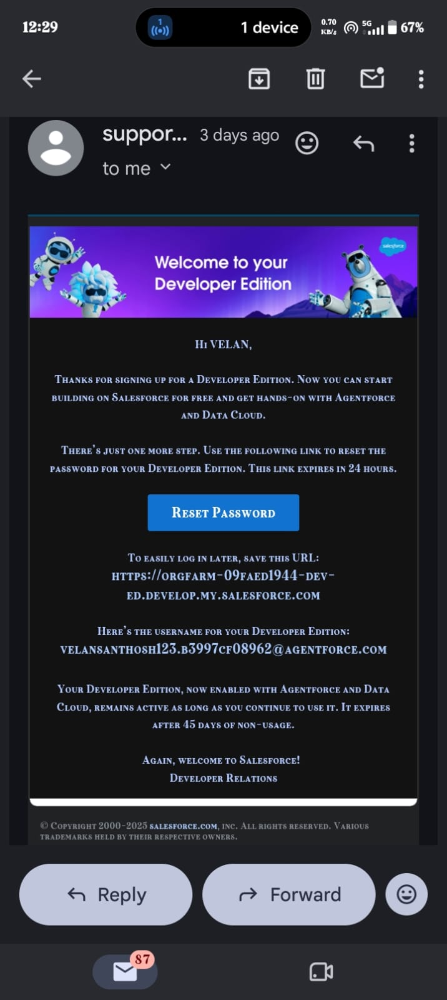 12:29
1
1 device
0.70
KB/s
5G
67%
suppor... 3 days ago
to me
Welcome to your
Developer Edition
salesforce
Hi VELAN,
Thanks for signing up for a Developer Edition. Now you can start
building on Salesforce for free and get hands-on with Agentforce
and Data Cloud.
There's just one more step. Use the following link to reset the
password for your Developer Edition. This link expires in 24 hours.
Reset Password
To easily log in later, save this URL:
https://orgfarm-09faed1944-dev-
ed.develop.my.salesforce.com
Here's the username for your Developer Edition:
velansanthosh123.b3997cf08962@agentforce.com
Your Developer Edition, now enabled with Agentforce and Data
Cloud, remains active as long as you continue to use it. It expires
after 45 days of non-usage.
Again, welcome to Salesforce!
Developer Relations
© Copyright 2000-2025 salesforce.com, inc. All rights reserved. Various
trademarks held by their respective owners.
Reply
Forward
87